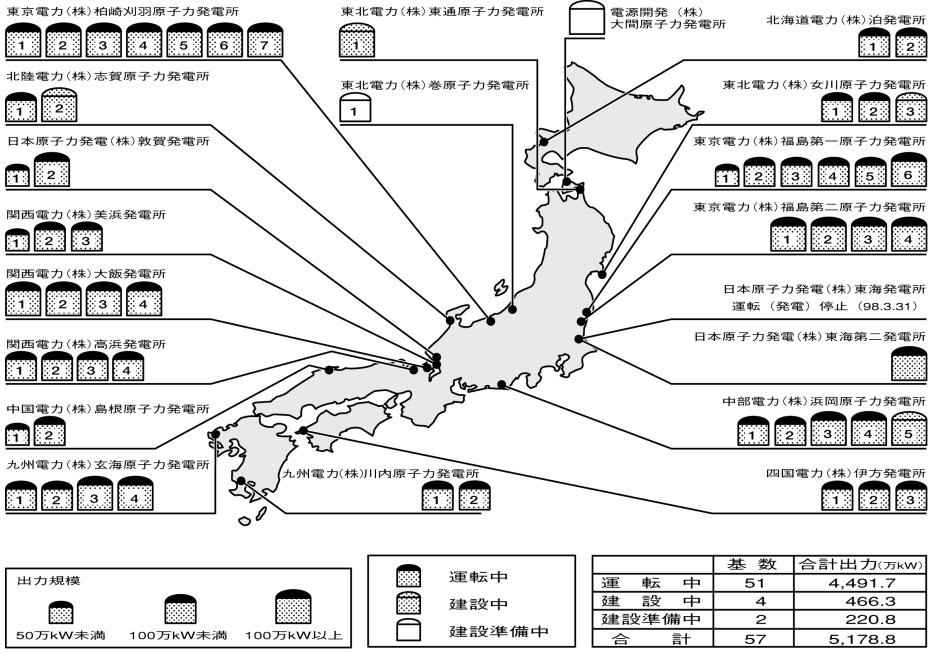 東京電力(株)柏崎刈羽原子力発電所
1 2 3 4 5 6 7
北陸電力(株)志賀原子力発電所
1 2
日本原子力発電(株)敦賀発電所
1 2
関西電力(株)美浜発電所
1 2 3
関西電力(株)大飯発電所
1 2 3 4
関西電力(株)高浜発電所
1 2 3 4
中国電力(株)島根原子力発電所
1 2
九州電力(株)玄海原子力発電所
1 2 3 4
東北電力(株)東通原子力発電所
1
東北電力(株)巻原子力発電所
1
電源開発(株)
大間原子力発電所
九州電力(株)川内原子力発電所
1 2
北海道電力(株)泊発電所
1 2
東北電力(株)女川原子力発電所
1 2 3
東京電力(株)福島第一原子力発電所
1 2 3 4 5 6
東京電力(株)福島第二原子力発電所
1 2 3 4
日本原子力発電(株)東海発電所
運転(発電)停止(98.3.31)
日本原子力発電(株)東海第二発電所
中部電力(株)浜岡原子力発電所
1 2 3 4 5
四国電力(株)伊方発電所
1 2 3
出力規模
50万kW未満 100万kW未満 100万kW以上
運転中
建設中
建設準備中
基数 合計出力(万kW)
運転中 51 4,491.7
建設中 4 466.3
建設準備中 2 220.8
合計 57 5,178.8